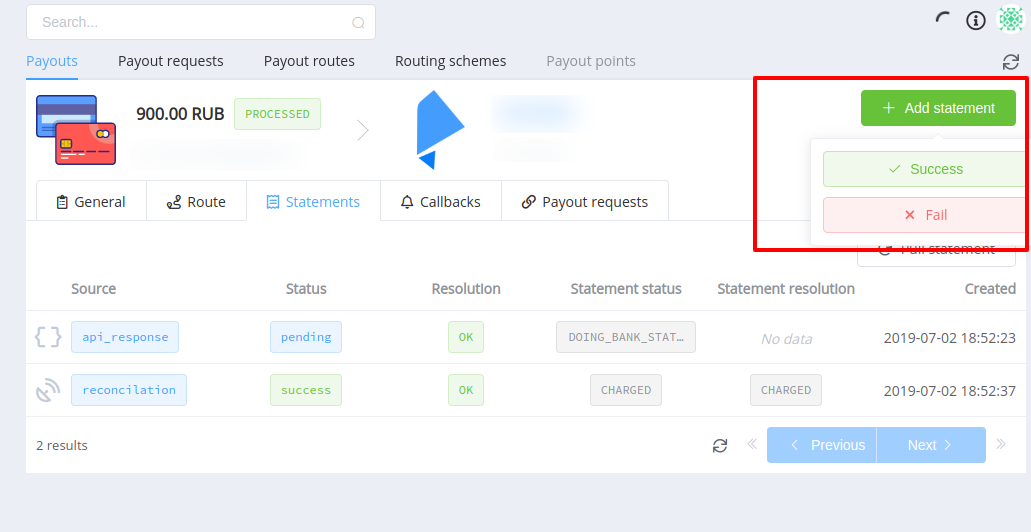 Search...
Payouts Payout requests Payout routes Routing schemes Payout points
900.00 RUB PROCESSED
Add statement
Success
Fail
General Route Statements Callbacks Payout requests
Pull statement
Source Status Resolution Statement status Statement resolution Created
api_response pending OK DOING_BANK_STAT… No data 2019-07-02 18:52:23
reconcilation success OK CHARGED CHARGED 2019-07-02 18:52:37
2 results Previous Next